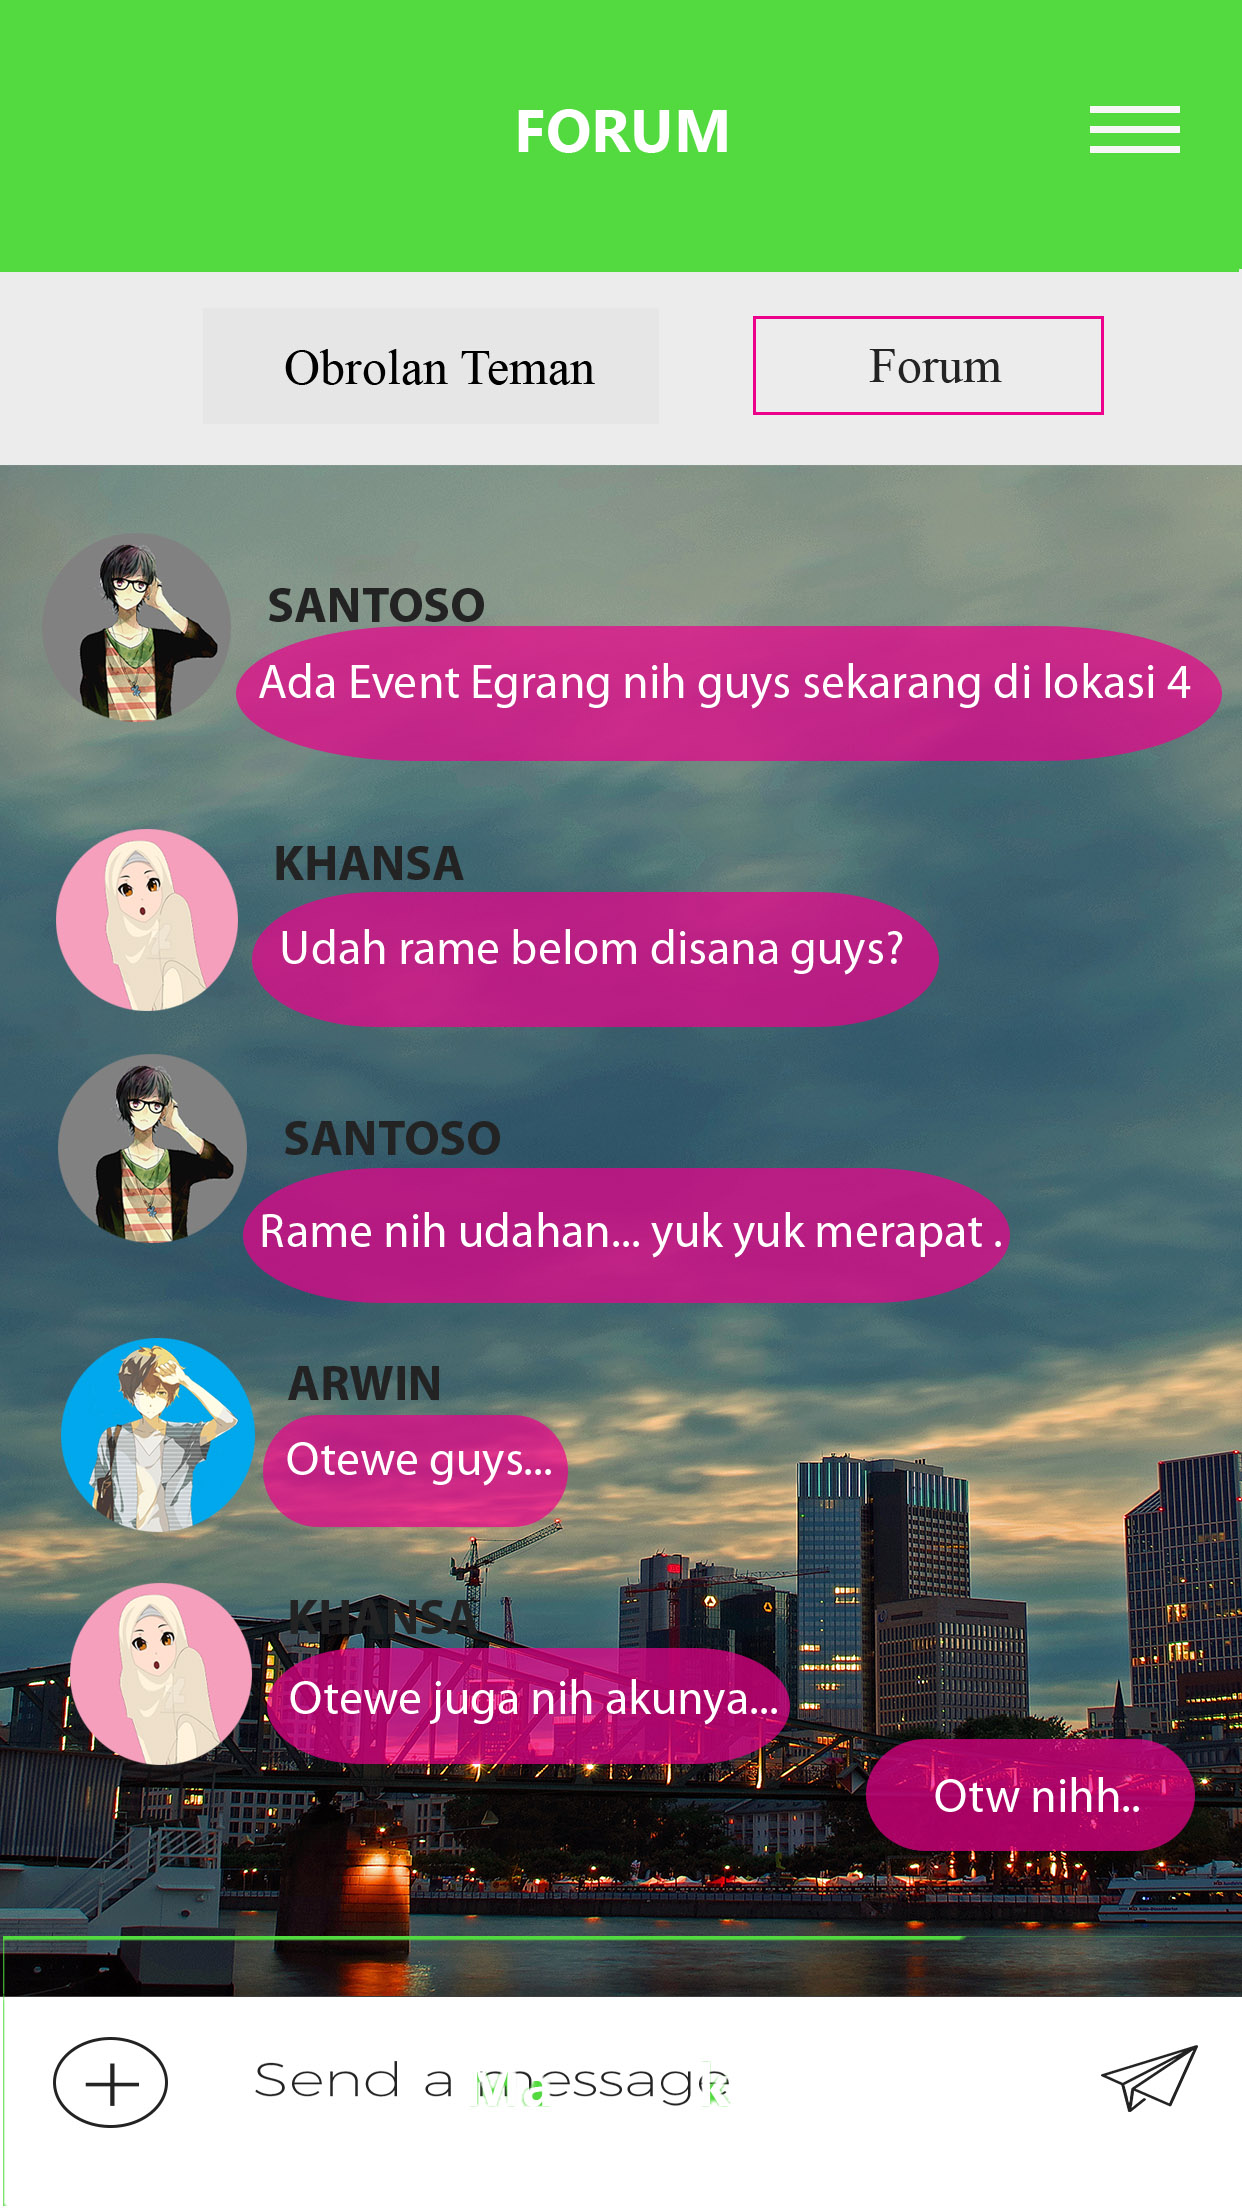 FORUM
Obrolan Teman
Forum
SANTOSO
Ada Event Egrang nih guys sekarang di lokasi 4
KHANSA
Udah rame belom disana guys?
SANTOSO
Rame nih udahan... yuk yuk merapat .
ARWIN
Otewe guys...
KHANSA
Otewe juga nih akunya...
Otw nihh..
Send a message